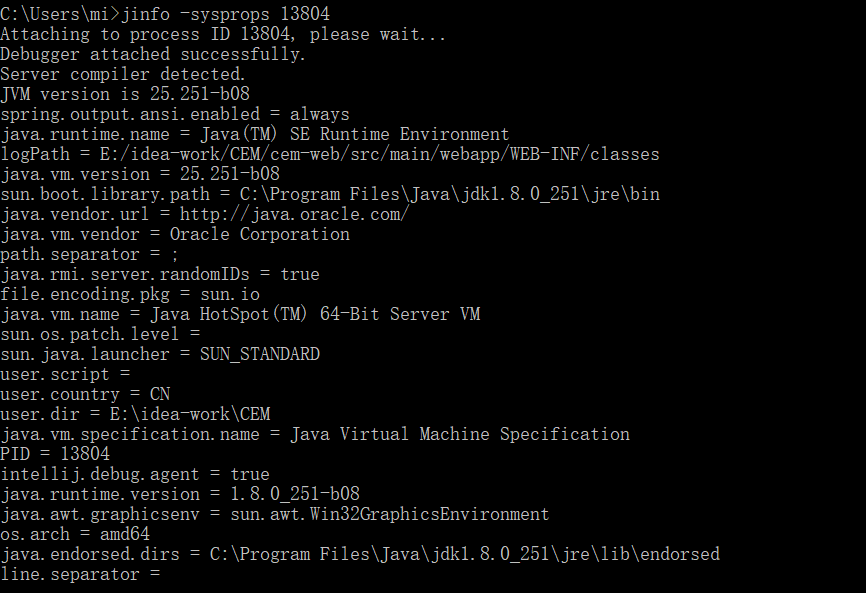 C:\Users\mi>jinfo -sysprops 13804
Attaching to process ID 13804, please wait...
Debugger attached successfully.
Server compiler detected.
JVM version is 25.251-b08
spring.output.ansi.enabled = always
java.runtime.name = Java(TM) SE Runtime Environment
logPath = E:/idea-work/CEM/cem-web/src/main/webapp/WEB-INF/classes
java.vm.version = 25.251-b08
sun.boot.library.path = C:\Program Files\Java\jdk1.8.0_251\jre\bin
java.vendor.url = http://java.oracle.com/
java.vm.vendor = Oracle Corporation
path.separator = ;
java.rmi.server.randomIDs = true
file.encoding.pkg = sun.io
java.vm.name = Java HotSpot(TM) 64-Bit Server VM
sun.os.patch.level =
sun.java.launcher = SUN_STANDARD
user.script =
user.country = CN
user.dir = E:\idea-work\CEM
java.vm.specification.name = Java Virtual Machine Specification
PID = 13804
intellij.debug.agent = true
java.runtime.version = 1.8.0_251-b08
java.awt.graphicsenv = sun.awt.Win32GraphicsEnvironment
os.arch = amd64
java.endorsed.dirs = C:\Program Files\Java\jdk1.8.0_251\jre\lib\endorsed
line.separator =